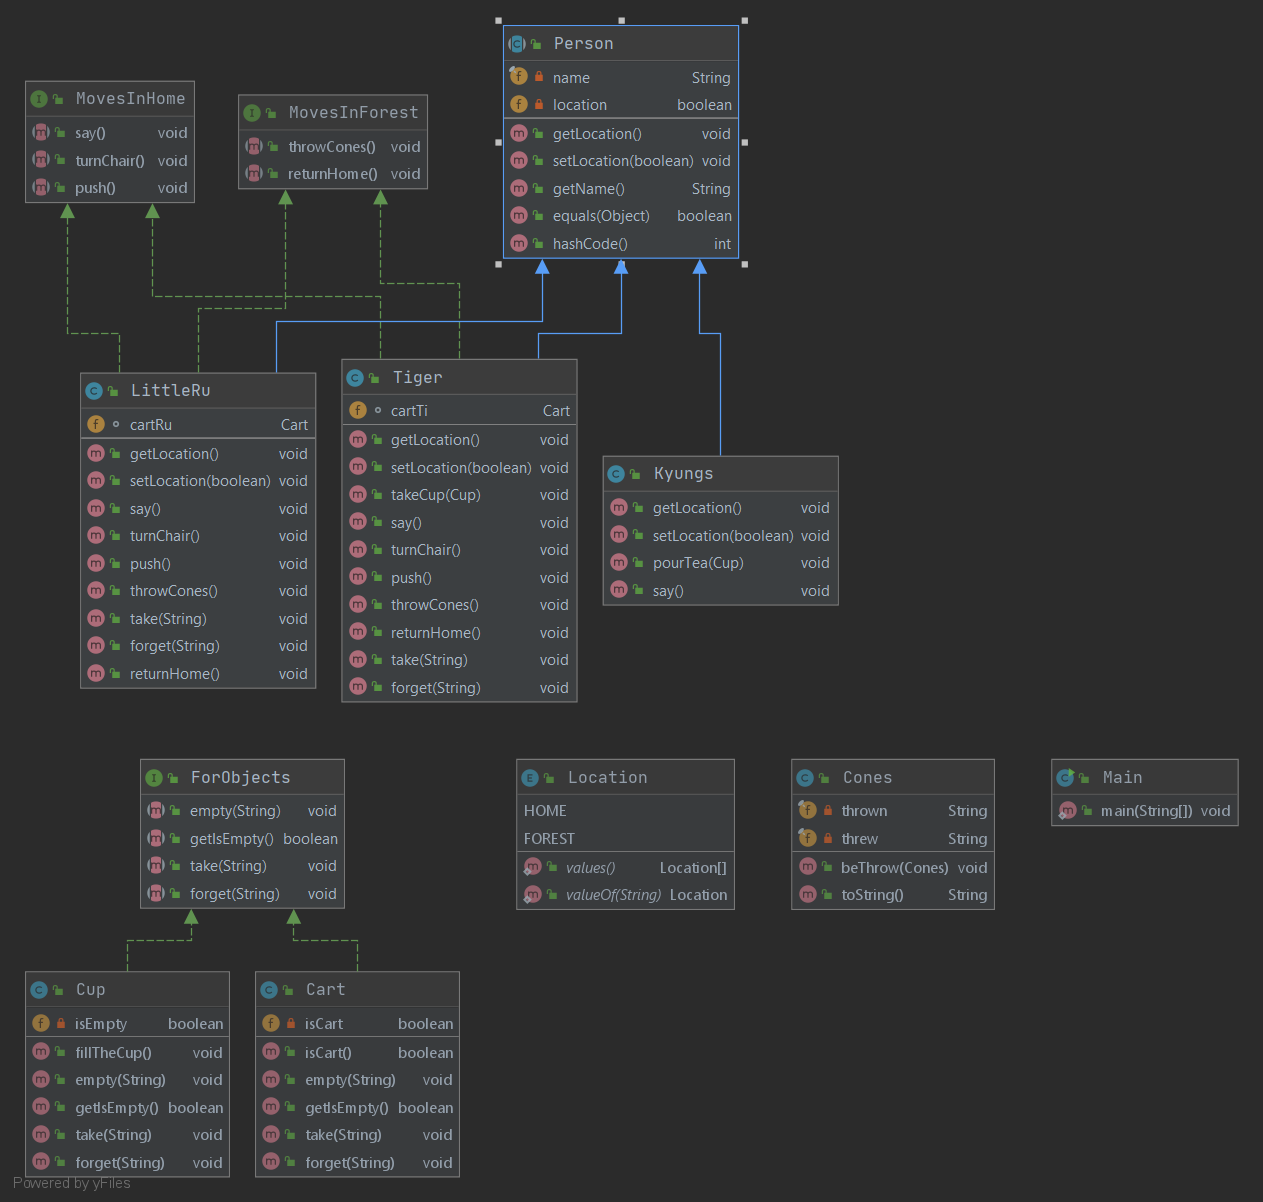 Person
name String
location boolean
getLocation() void
setLocation(boolean) void
getName() String
equals(Object) boolean
hashCode() int
MovesInHome
say() void
turnChair() void
push() void
MovesInForest
throwCones() void
returnHome() void
LittleRu
cartRu Cart
getLocation() void
setLocation(boolean) void
say() void
turnChair() void
push() void
throwCones() void
take(String) void
forget(String) void
returnHome() void
Tiger
cartTi Cart
getLocation() void
setLocation(boolean) void
takeCup(Cup) void
say() void
turnChair() void
push() void
throwCones() void
returnHome() void
take(String) void
forget(String) void
Kyungs
getLocation() void
setLocation(boolean) void
pourTea(Cup) void
say() void
ForObjects
empty(String) void
getIsEmpty() boolean
take(String) void
forget(String) void
Location
HOME
FOREST
values() Location[]
valueOf(String) Location
Cones
thrown String
threw String
beThrow(Cones) void
toString() String
Main
main(String[]) void
Cup
isEmpty boolean
fillTheCup() void
empty(String) void
getIsEmpty() boolean
take(String) void
forget(String) void
Cart
isCart boolean
isCart() boolean
empty(String) void
getIsEmpty() boolean
take(String) void
forget(String) void
Powered by yFiles